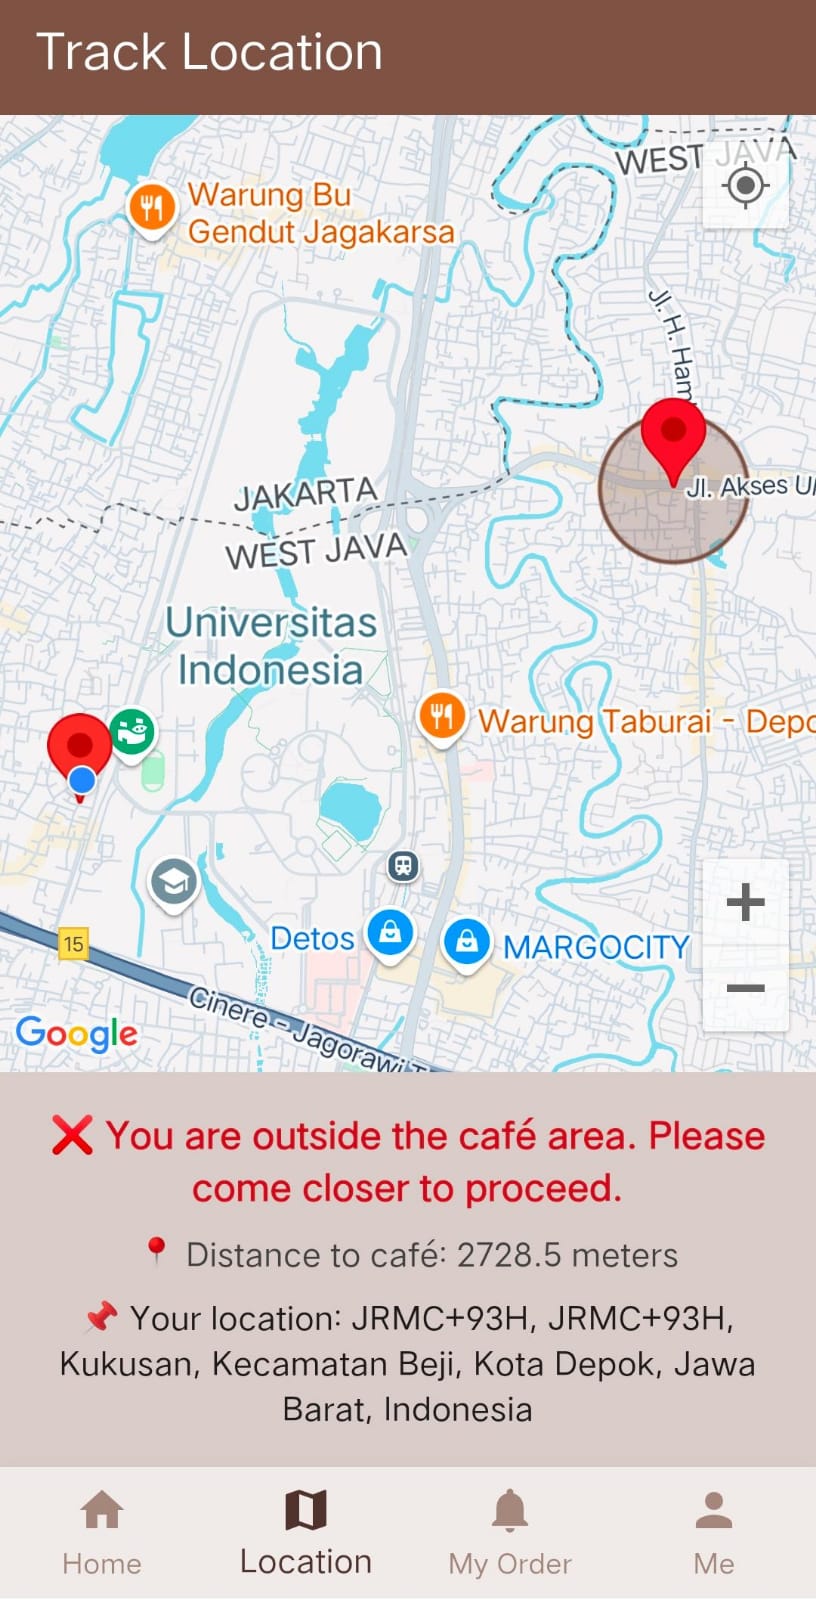 Track Location
WEST JAVA
Warung Bu
Gendut Jagakarsa
Jl. H.
JAKARTA
Jl. Akses
WEST JAVA
Universitas
Indonesia
Warung Taburai - Depo
15
Detos
MARGOCITY
Cinere - Jagorawi T
Google
❌ You are outside the café area. Please
come closer to proceed.
📍 Distance to café: 2728.5 meters
📌 Your location: JRMC+93H, JRMC+93H,
Kukusan, Kecamatan Beji, Kota Depok, Jawa
Barat, Indonesia
Home
Location
My Order
Me